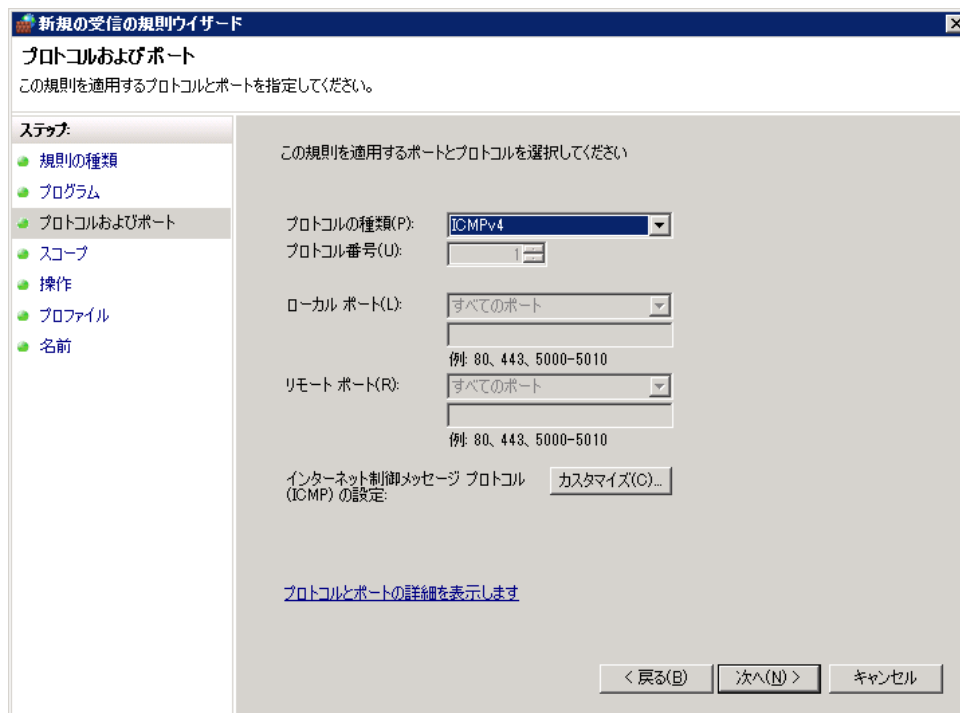 新規の受信の規則ウィザード
プロトコルおよびポート
この規則を適用するプロトコルとポートを指定してください。
ステップ:
規則の種類
プログラム
プロトコルおよびポート
スコープ
操作
プロファイル
名前
この規則を適用するポートとプロトコルを選択してください
プロトコルの種類(P):
ICMPv4
プロトコル番号(U):
1
ローカル ポート(L):
すべてのポート
例: 80、443、5000-5010
リモート ポート(R):
すべてのポート
例: 80、443、5000-5010
インターネット制御メッセージ プロトコル
(ICMP) の設定:
カスタマイズ(C)...
プロトコルとポートの詳細を表示します
< 戻る(B)
次へ(N) >
キャンセル